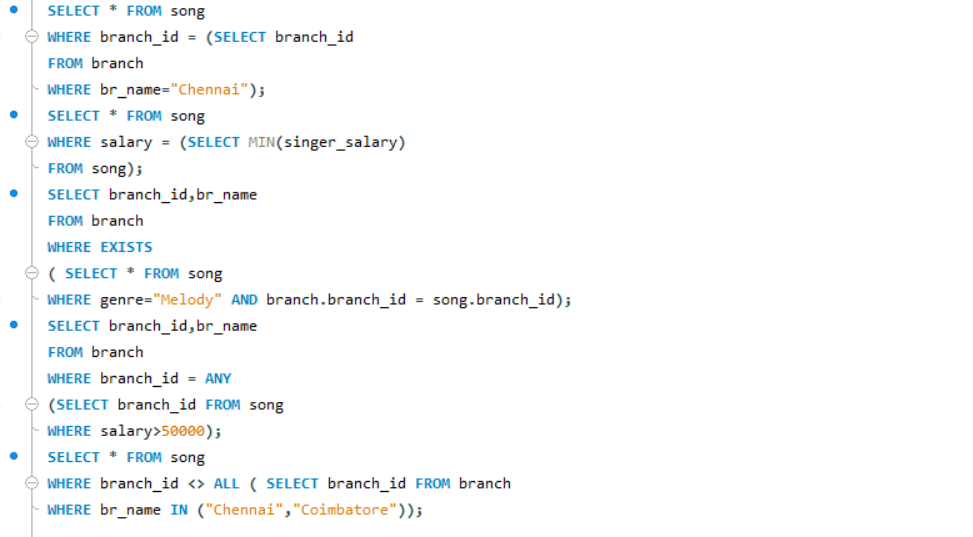 SELECT * FROM song
WHERE branch_id = (SELECT branch_id
FROM branch
WHERE br_name="Chennai");
SELECT * FROM song
WHERE salary = (SELECT MIN(singer_salary)
FROM song);
SELECT branch_id,br_name
FROM branch
WHERE EXISTS
( SELECT * FROM song
WHERE genre="Melody" AND branch.branch_id = song.branch_id);
SELECT branch_id,br_name
FROM branch
WHERE branch_id = ANY
(SELECT branch_id FROM song
WHERE salary>50000);
SELECT * FROM song
WHERE branch_id <> ALL ( SELECT branch_id FROM branch
WHERE br_name IN ("Chennai","Coimbatore"));